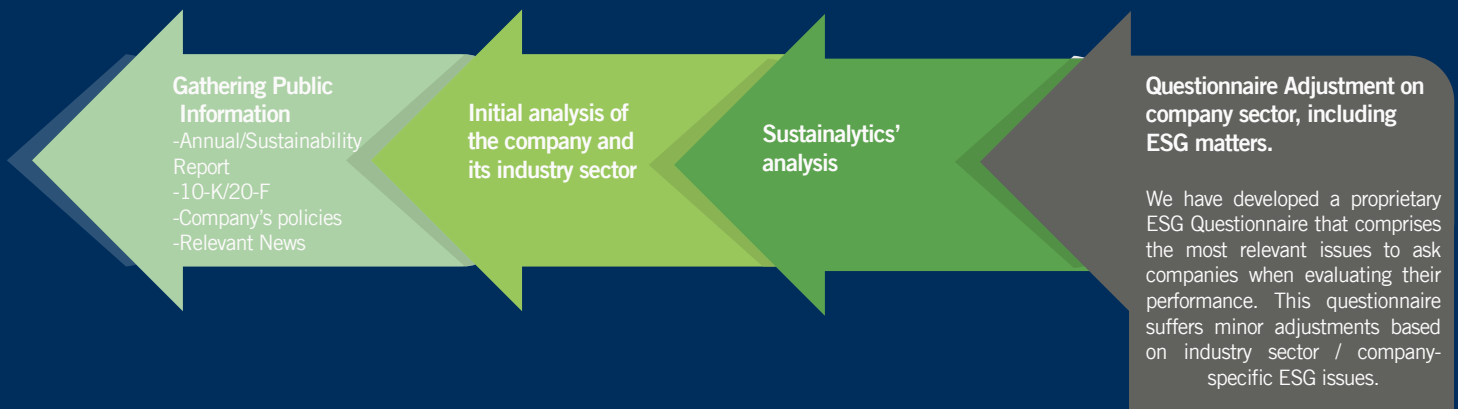 Gathering Public
Information
-Annual/Sustainability
Report
-10-K/20-F
-Company's policies
-Relevant News
Initial analysis of
the company and
its industry sector
Sustainalytics'
analysis
Questionnaire Adjustment on
company sector, including
ESG matters.
We have developed a proprietary
ESG Questionnaire that comprises
the most relevant issues to ask
companies when evaluating their
performance. This questionnaire
suffers minor adjustments based
on industry sector / company-
specific ESG issues.